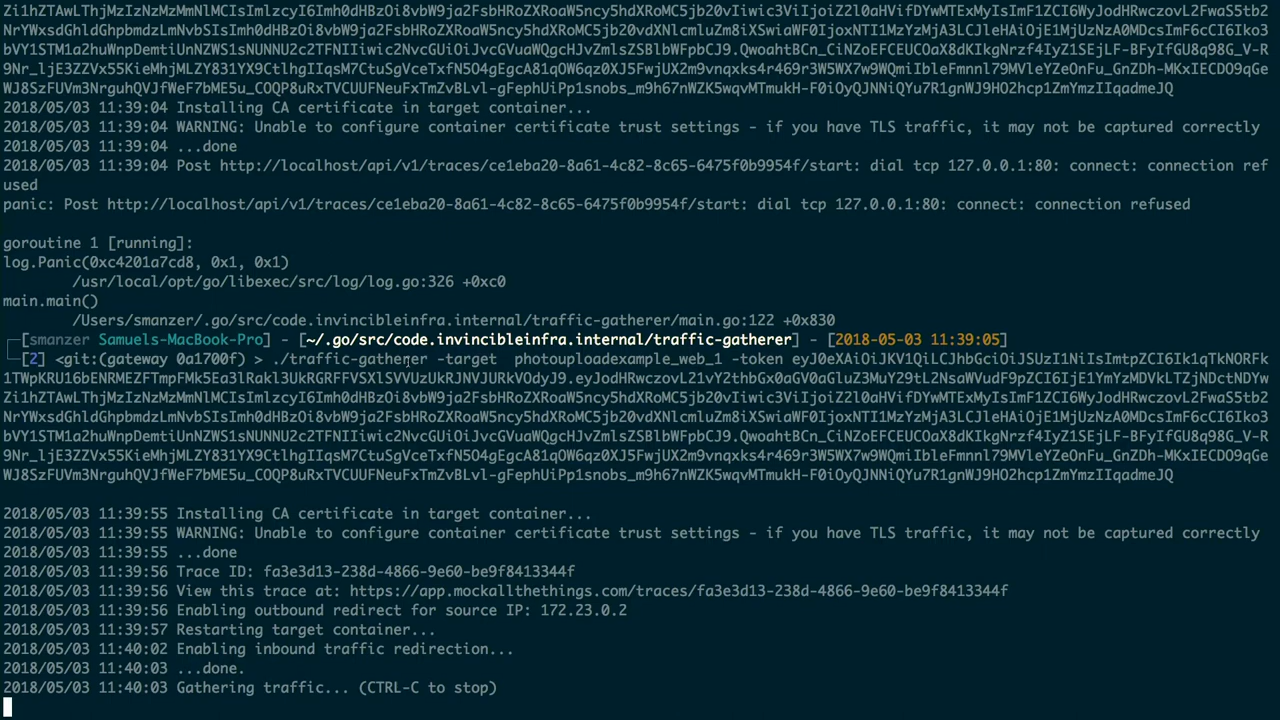 Zi1hZTAwLThjMzIzNzMzMmNlMCIsImlzcyI6Imh0dHBzOi8vbW9ja2FsbHRoZXRoaW5ncy5hdXRoMC5jb20vIiwic3ViIjoiZ2l0aHVifDYwMTExMyIsImF1ZCI6WyJodHRwczovL2FwaS5tb2
NrYWxsdGhldGhpbmdzLmNvbSIsImh0dHBzOi8vbW9ja2FsbHRoZXRoaW5ncy5hdXRoMC5jb20vdXNlcmluZm8iXSwiaWF0IjoxNTI1MzcyMzA3LCJleHAiOjE1MjUzNzA0MDcsImF6cCI6Iko3
bVY1STM1a2huWnpDemtiUnNZWS1sNUNNU2c2TFNIIiwic2NvcGUiOiJvcGVuaWQgcHJvZmlsZSBlbWFpbCJ9.QwoahtBCn_CiNZoEFCEUCOaX8dKIkgNrzf4IyZ1SEjLF-BFyIfGU8q98G_V-R
9Nr_ljE3ZZVx55KieMhjMLZY831YX9CtlhgIIqsM7CtuSgVceTxfN5O4gEgcA81qOW6qz0XJ5FwjUX2m9vnqxks4r469r3W5WX7w9WQmiIbleFmnnl79MVleYZeOnFu_GnZDh-MKxIECDO9qGe
WJ8SzFUVm3NrguhQVJfWeF7bME5u_COQP8uRxTVCUUFNeuFxTmZvBLvl-gFephUiPp1snobs_m9h67nWZK5wqvMTmukH-F0iOyQJNNiQYu7R1gnWJ9HO2hcp1ZmYmzIIqadmeJQ
2018/05/03 11:39:04 Installing CA certificate in target container...
2018/05/03 11:39:04 WARNING: Unable to configure container certificate trust settings - if you have TLS traffic, it may not be captured correctly
2018/05/03 11:39:04 ...done
2018/05/03 11:39:04 Post http://localhost/api/v1/traces/ce1eba20-8a61-4c82-8c65-6475f0b9954f/start: dial tcp 127.0.0.1:80: connect: connection ref
used
panic: Post http://localhost/api/v1/traces/ce1eba20-8a61-4c82-8c65-6475f0b9954f/start: dial tcp 127.0.0.1:80: connect: connection refused
goroutine 1 [running]:
log.Panic(0xc4201a7cd8, 0x1, 0x1)
/usr/local/opt/go/libexec/src/log/log.go:326 +0xc0
main.main()
/Users/smanzer/.go/src/code.invincibleinfra.internal/traffic-gatherer/main.go:122 +0x830
[smanzer Samuels-MacBook-Pro] - [~/.go/src/code.invincibleinfra.internal/traffic-gatherer] - [2018-05-03 11:39:05]
[2] <git:(gateway 0a1700f) > ./traffic-gatherer -target photouploadexample_web_1 -token eyJ0eXAiOiJKV1QiLCJhbGciOiJSUzI1NiIsImtpZCI6Ik1qTkNORFk
1TWpKRU16bENRMEZFTmpFMk5Ea3lRakl3UkRGRFFVSXlSVVUzUkRJNVJURkVOdyJ9.eyJodHRwczovL21vY2thbGx0aGV0aGluZ3MuY29tL2NsaWVudF9pZCI6IjE1YmYzMDVkLTZjNDctNDYw
Zi1hZTAwLThjMzIzNzMzMmNlMCIsImlzcyI6Imh0dHBzOi8vbW9ja2FsbHRoZXRoaW5ncy5hdXRoMC5jb20vIiwic3ViIjoiZ2l0aHVifDYwMTExMyIsImF1ZCI6WyJodHRwczovL2FwaS5tb2
NrYWxsdGhldGhpbmdzLmNvbSIsImh0dHBzOi8vbW9ja2FsbHRoZXRoaW5ncy5hdXRoMC5jb20vdXNlcmluZm8iXSwiaWF0IjoxNTI1MzYzMjA3LCJleHAiOjE1MjUzNzA0MDcsImF6cCI6Iko3
bVY1STM1a2huWnpDemtiUnNZWS1sNUNNU2c2TFNIIiwic2NvcGUiOiJvcGVuaWQgcHJvZmlsZSBlbWFpbCJ9.QwoahtBCn_CiNZoEFCEUCOaX8dKIkgNrzf4IyZ1SEjLF-BFyIfGU8q98G_V-R
9Nr_ljE3ZZVx55KieMhjMLZY831YX9CtlhgIIqsM7CtuSgVceTxfN5O4gEgcA81qOW6qz0XJ5FwjUX2m9vnqxks4r469r3W5WX7w9WQmiIbleFmnnl79MVleYZeOnFu_GnZDh-MKxIECDO9qGe
WJ8SzFUVm3NrguhQVJfWeF7bME5u_COQP8uRxTVCUUFNeuFxTmZvBLvl-gFephUiPp1snobs_m9h67nWZK5wqvMTmukH-F0iOyQJNNiQYu7R1gnWJ9HO2hcp1ZmYmzIIqadmeJQ
2018/05/03 11:39:55 Installing CA certificate in target container...
2018/05/03 11:39:55 WARNING: Unable to configure container certificate trust settings - if you have TLS traffic, it may not be captured correctly
2018/05/03 11:39:55 ...done
2018/05/03 11:39:56 Trace ID: fa3e3d13-238d-4866-9e60-be9f8413344f
2018/05/03 11:39:56 View this trace at: https://app.mockallthethings.com/traces/fa3e3d13-238d-4866-9e60-be9f8413344f
2018/05/03 11:39:56 Enabling outbound redirect for source IP: 172.23.0.2
2018/05/03 11:39:57 Restarting target container...
2018/05/03 11:40:02 Enabling inbound traffic redirection...
2018/05/03 11:40:03 ...done.
2018/05/03 11:40:03 Gathering traffic... (CTRL-C to stop)